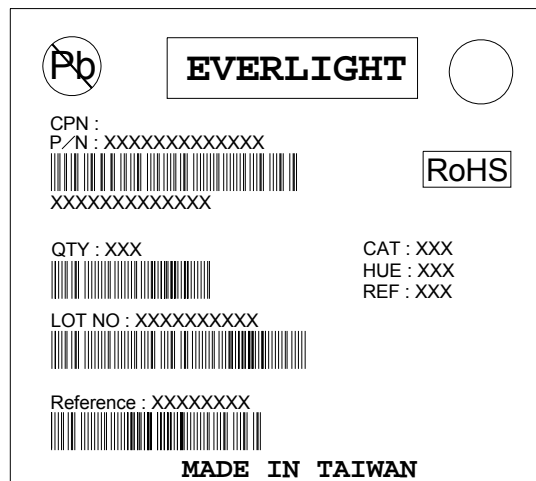 Pb
EVERLIGHT
CPN :
P/N : XXXXXXXXXXXXX
RoHS
XXXXXXXXXXXXX
QTY : XXX
CAT : XXX
HUE : XXX
REF : XXX
LOT NO : XXXXXXXXXX
Reference : XXXXXXXX
MADE IN TAIWAN